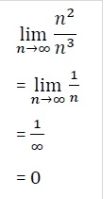 lim n→∞ n²/n³
= lim n→∞ 1/n
= 1/∞
= 0